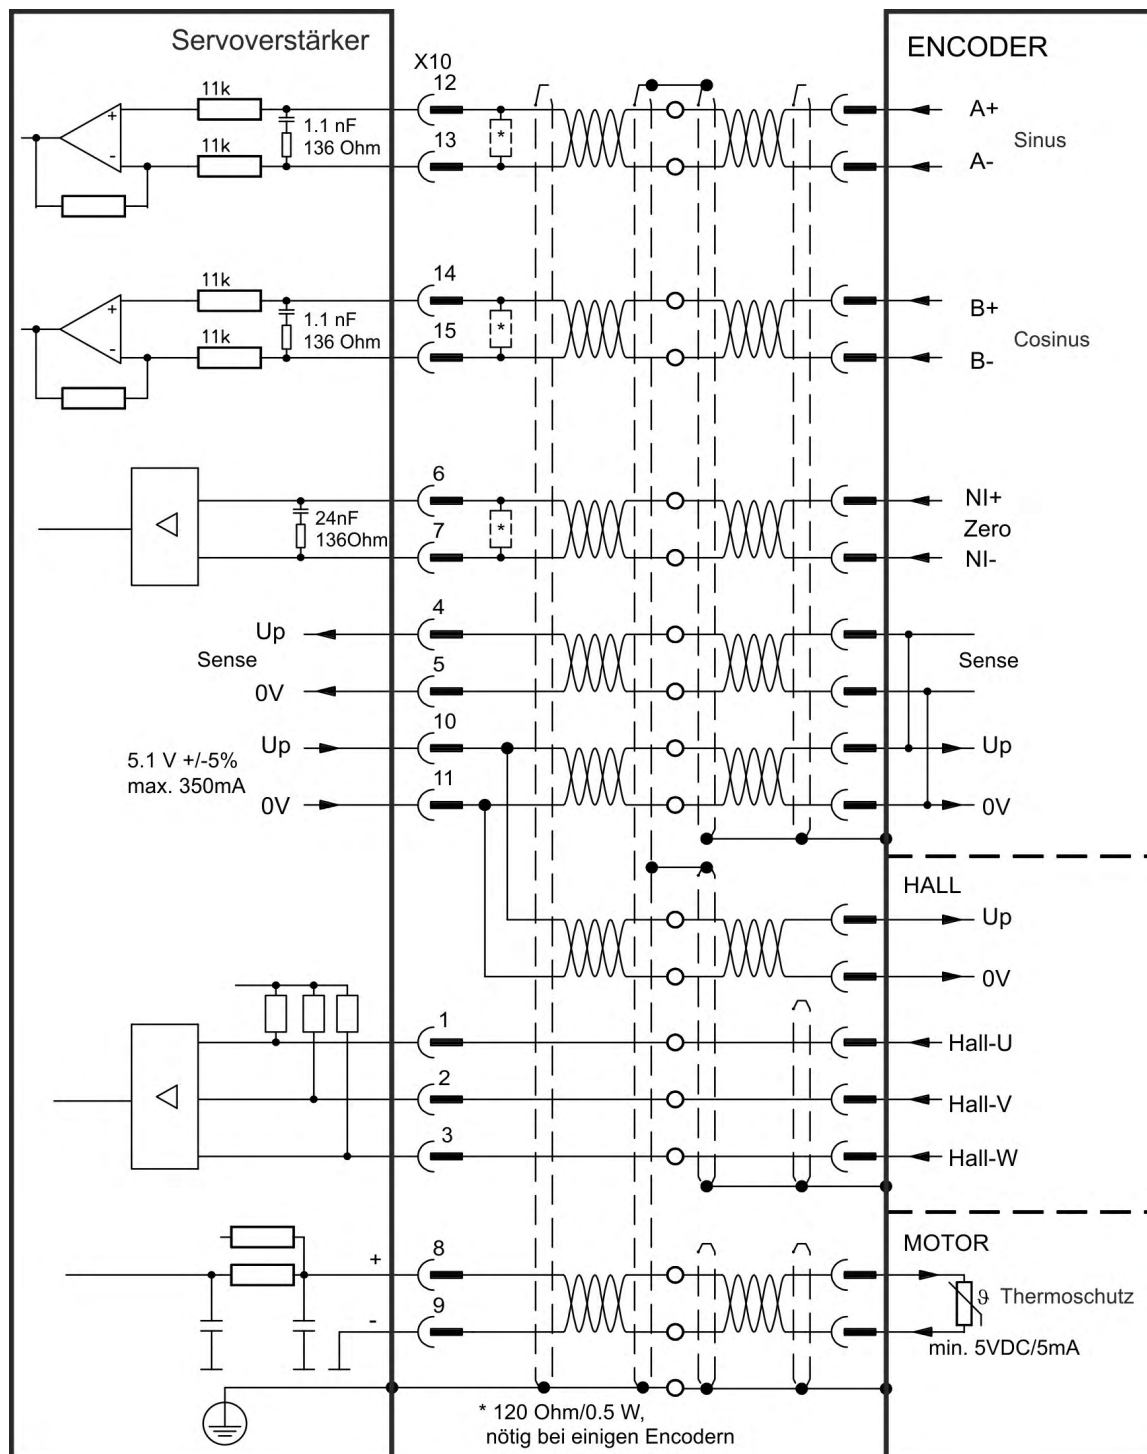 Servoverstärker
X10
ENCODER
11k
12
A+
1.1 nF
136 Ohm
*
Sinus
11k
13
A-
11k
14
B+
1.1 nF
136 Ohm
*
Cosinus
11k
15
B-
6
NI+
24nF
136Ohm
*
Zero
7
NI-
Up
4
Sense
Sense
0V
5
Up
10
Up
5.1 V +/-5%
max. 350mA
0V
11
0V
HALL
Up
0V
1
Hall-U
2
Hall-V
3
Hall-W
MOTOR
+
8
ϑ Thermoschutz
-
9
min. 5VDC/5mA
* 120 Ohm/0.5 W,
nötig bei einigen Encodern
+
-
+
-